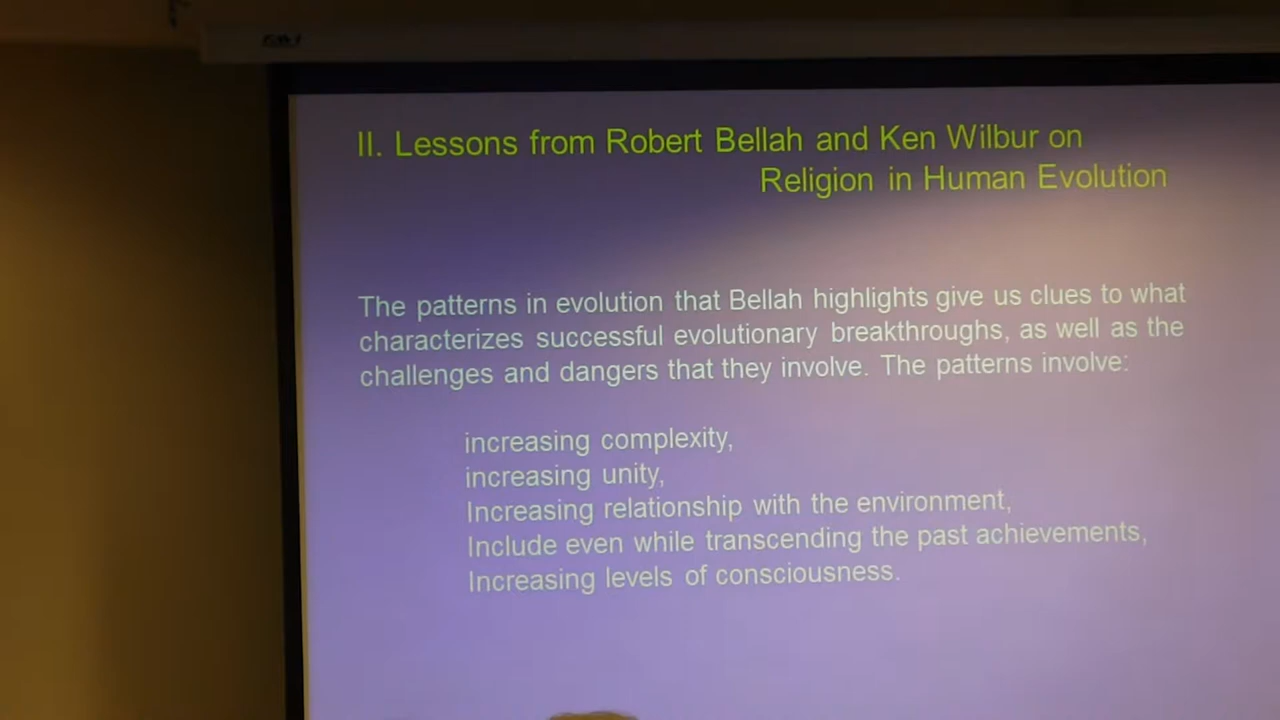 II. Lessons from Robert Bellah and Ken Wilbur on
Religion in Human Evolution
The patterns in evolution that Bellah highlights give us clues to what
characterizes successful evolutionary breakthroughs, as well as the
challenges and dangers that they involve. The patterns involve:
increasing complexity,
increasing unity,
Increasing relationship with the environment,
Include even while transcending the past achievements,
Increasing levels of consciousness.